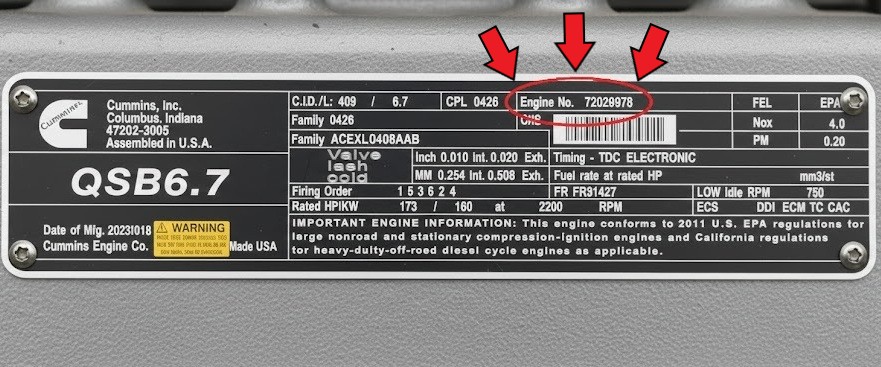 Cummins
Cummins, Inc.
Columbus. Indiana
47202-3005
Assembled in U.S.A.
QSB6.7
Date of Mfg. 2023I018
WARNING
Cummins Engine Co.
Made USA
C.I.D./L: 409 / 6.7
CPL 0426
Engine No. 72029978
FEL
EPA
Family 0426
Nox
4.0
Family ACEXL0408AAB
PM
0.20
Valve
lash
cold
Inch 0.010 int. 0.020 Exh.
Timing - TDC ELECTRONIC
MM 0.254 int. 0.508 Exh.
Fuel rate at rated HP
mm3/st
Firing Order 1 5 3 6 2 4
FR FR91427
LOW Idle RPM 750
Rated HPIKW 173 / 160 at 2200 RPM
ECS DDI ECM TC CAC
IMPORTANT ENGINE INFORMATION: This engine conforms to 2011 U.S. EPA regulations for
large nonroad and stationary compression-ignition engines and California regulations
tor heavy-duty-off-roed diesel cycle engines as applicable.